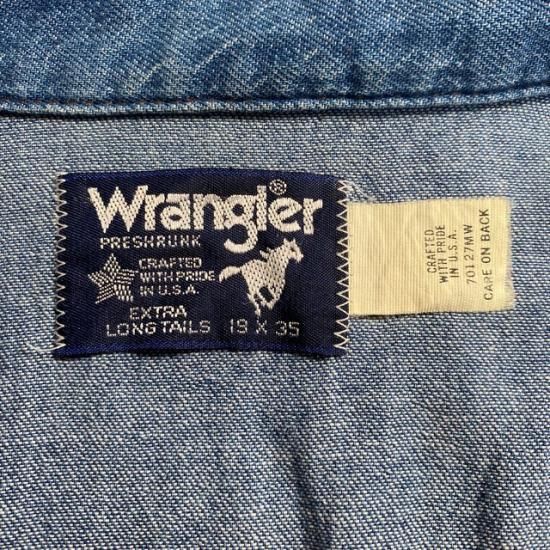 Wrangler®
PRESHRUNK
CRAFTED
WITH PRIDE
IN U.S.A.
EXTRA
LONG TAILS 19 X 35
CRAFTED
WITH PRIDE
IN U.S.A.
70127MW
CARE ON BACK